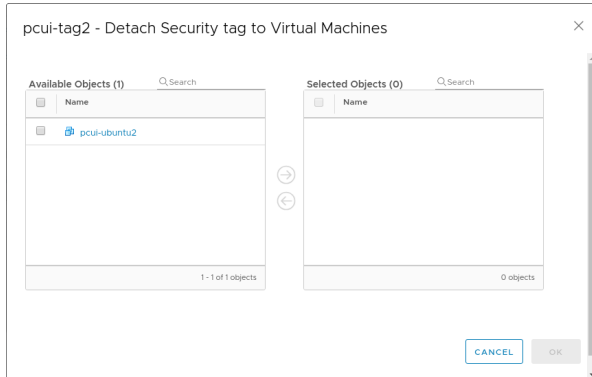 pcui-tag2 - Detach Security tag to Virtual Machines
Available Objects (1)
Search
Selected Objects (0)
Search
Name
Name
pcui-ubuntu2
1 - 1 of 1 objects
0 objects
CANCEL
OK